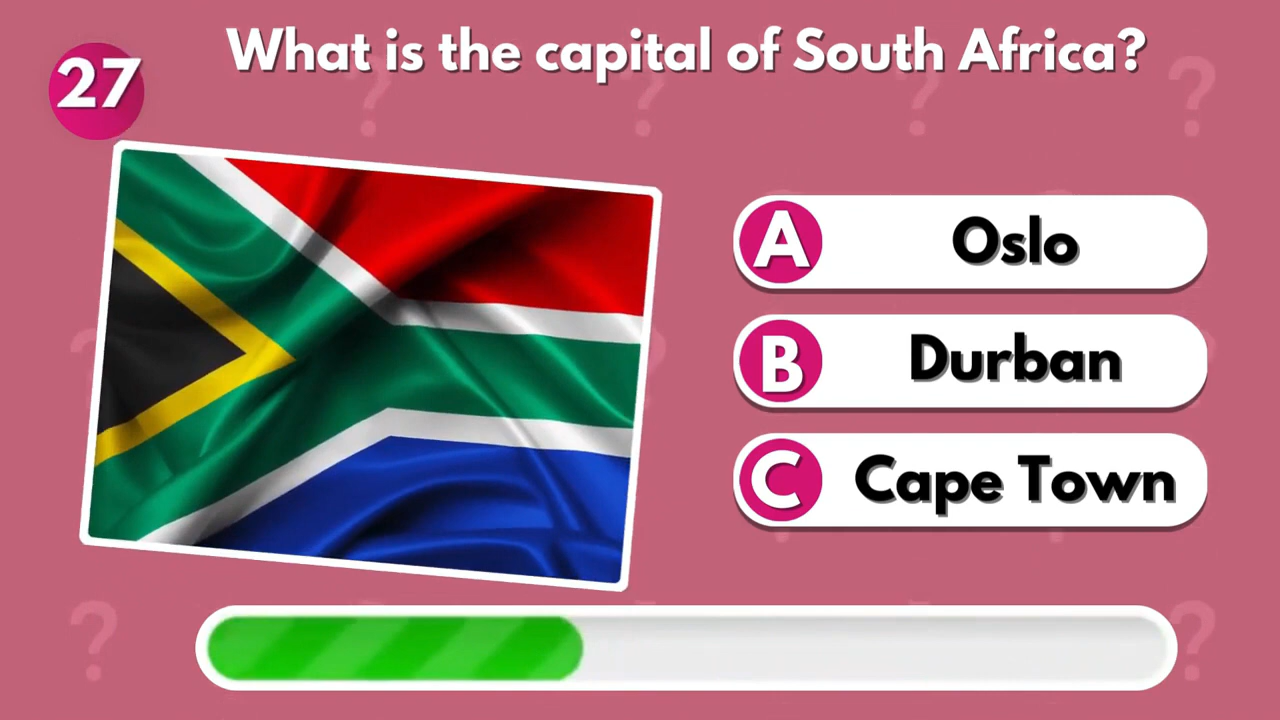 27
What is the capital of South Africa?
A Oslo
B Durban
C Cape Town